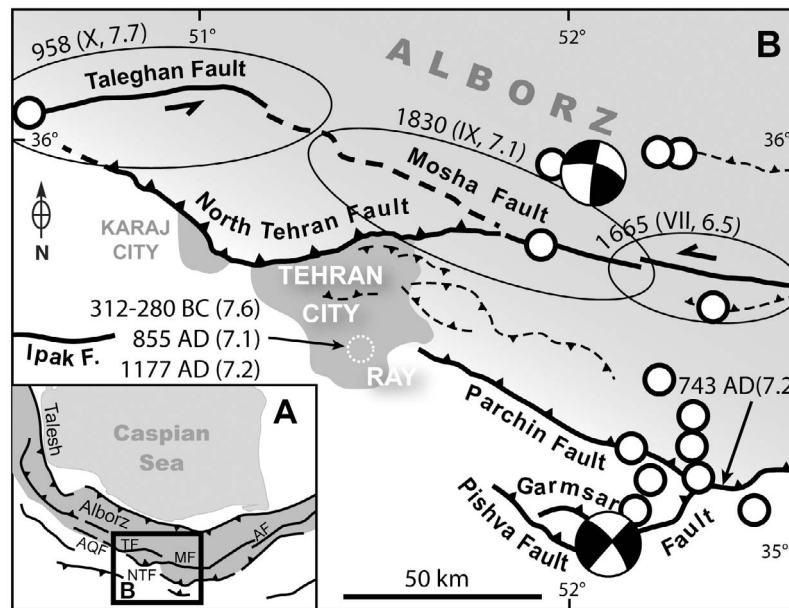 958 (X, 7.7)
51°
52°
B
Taleghan Fault
ALBORZ
1830 (IX, 7.1)
36°
36°
Mosha Fault
N
KARAJ
CITY
North Tehran Fault
1665 (VII, 6.5)
TEHRAN
CITY
312-280 BC (7.6)
855 AD (7.1)
1177 AD (7.2)
Ipak F.
RAY
743 AD(7.2
Parchin Fault
Garmsar
Fault
Pishva Fault
35°
52°
50 km
A
Talesh
Caspian
Sea
Alborz
AQF
TF
MF
AF
NTF
B